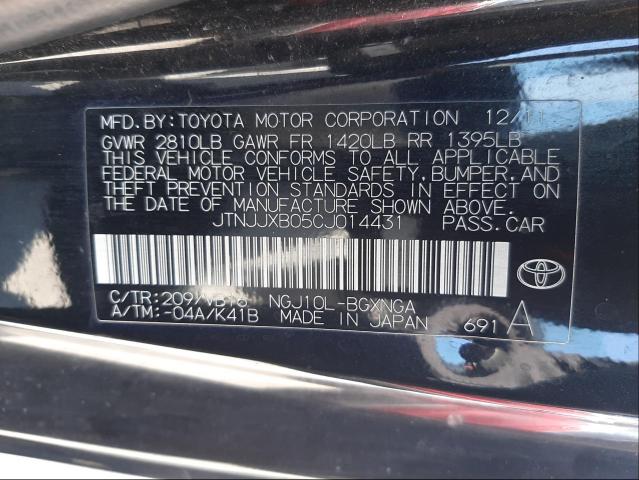 MFD.BY:TOYOTA MOTOR CORPORATION 12/11
GVWR 2810LB GAWR FR 1420LB RR 1395LB
THIS VEHICLE CONFORMS TO ALL APPLICABLE
FEDERAL MOTOR VEHICLE SAFETY,BUMPER,AND
THEFT PREVENTION STANDARDS IN EFFECT ON
THE DATE OF MANUFACTURE SHOWN ABOVE.
JTNJJXB05CJ014431 PASS.CAR
C/TR: NGJ10L-BGXNGA
A/TM:-04A/K41B MADE IN JAPAN 691 A